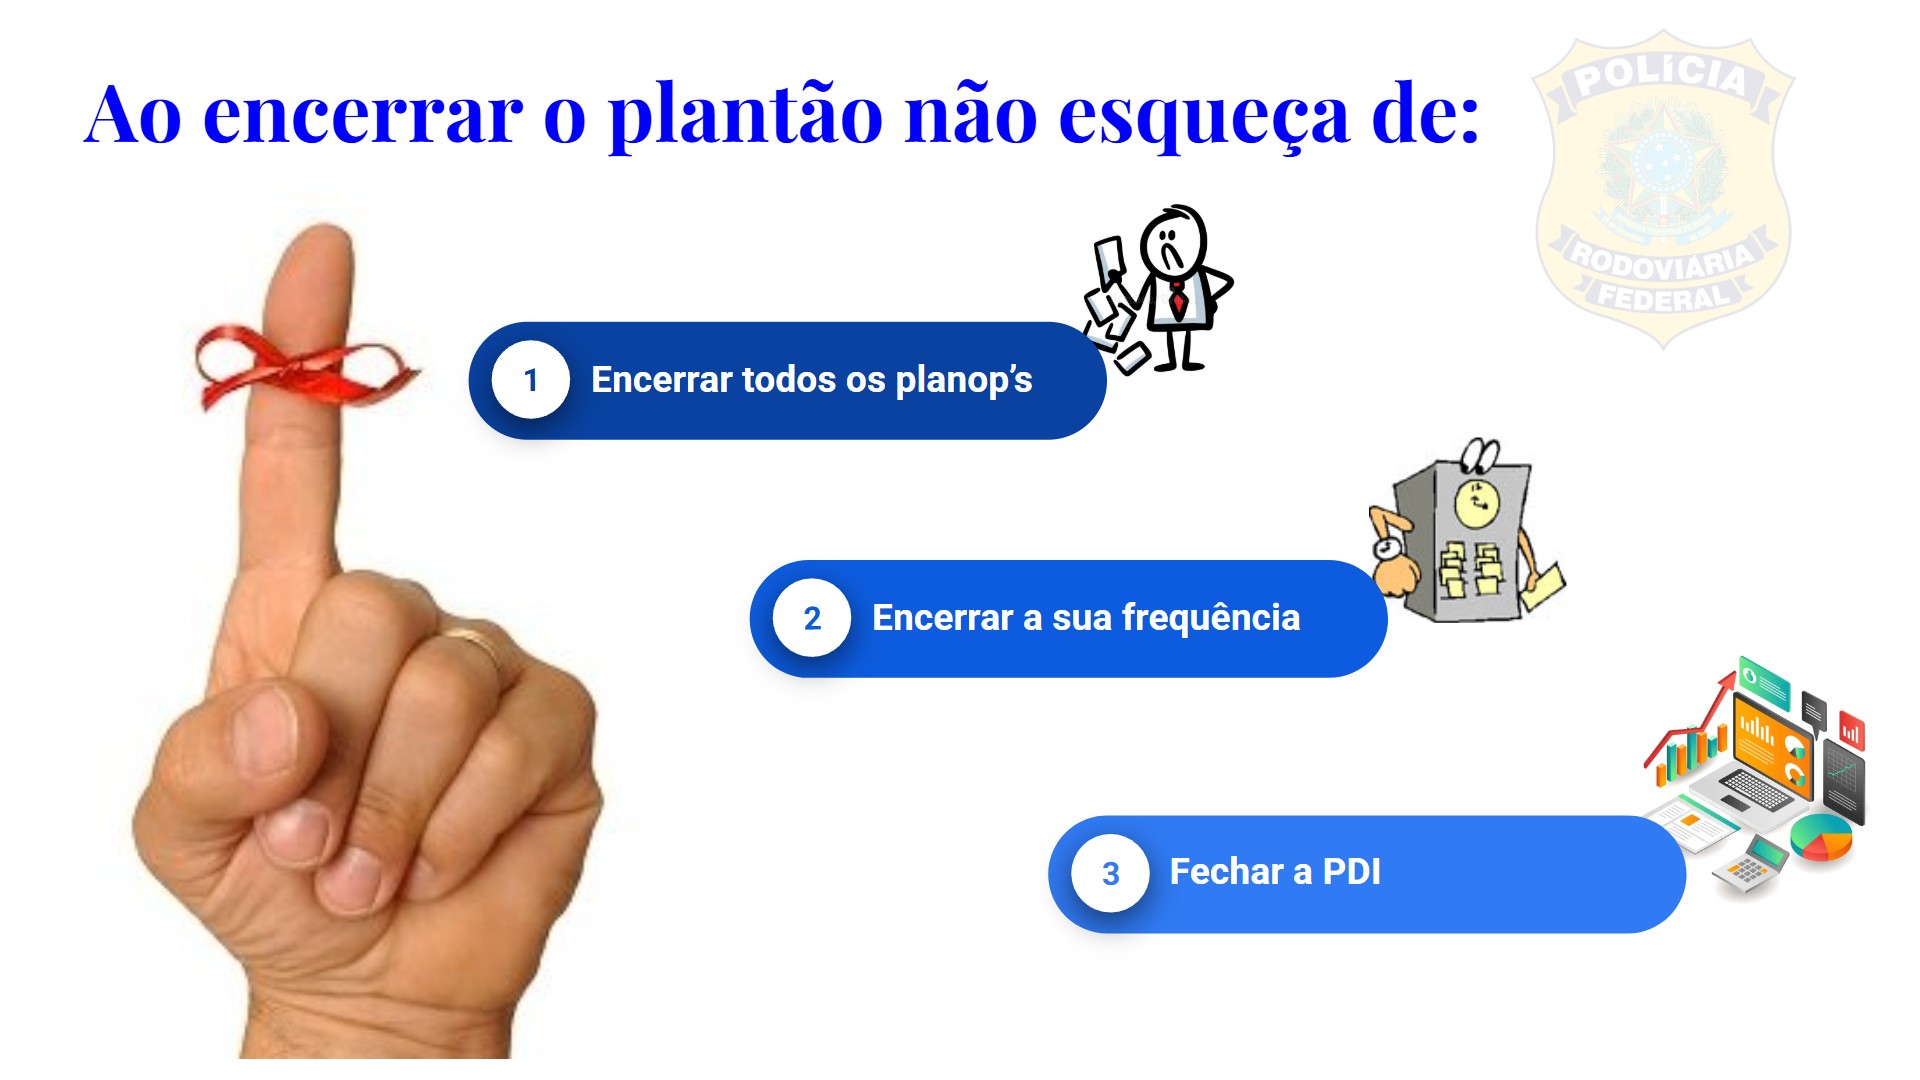 Ao encerrar o plantão não esqueça de:
POLÍCIA
RODOVIÁRIA
FEDERAL
1 Encerrar todos os planop’s
2 Encerrar a sua frequência
3 Fechar a PDI